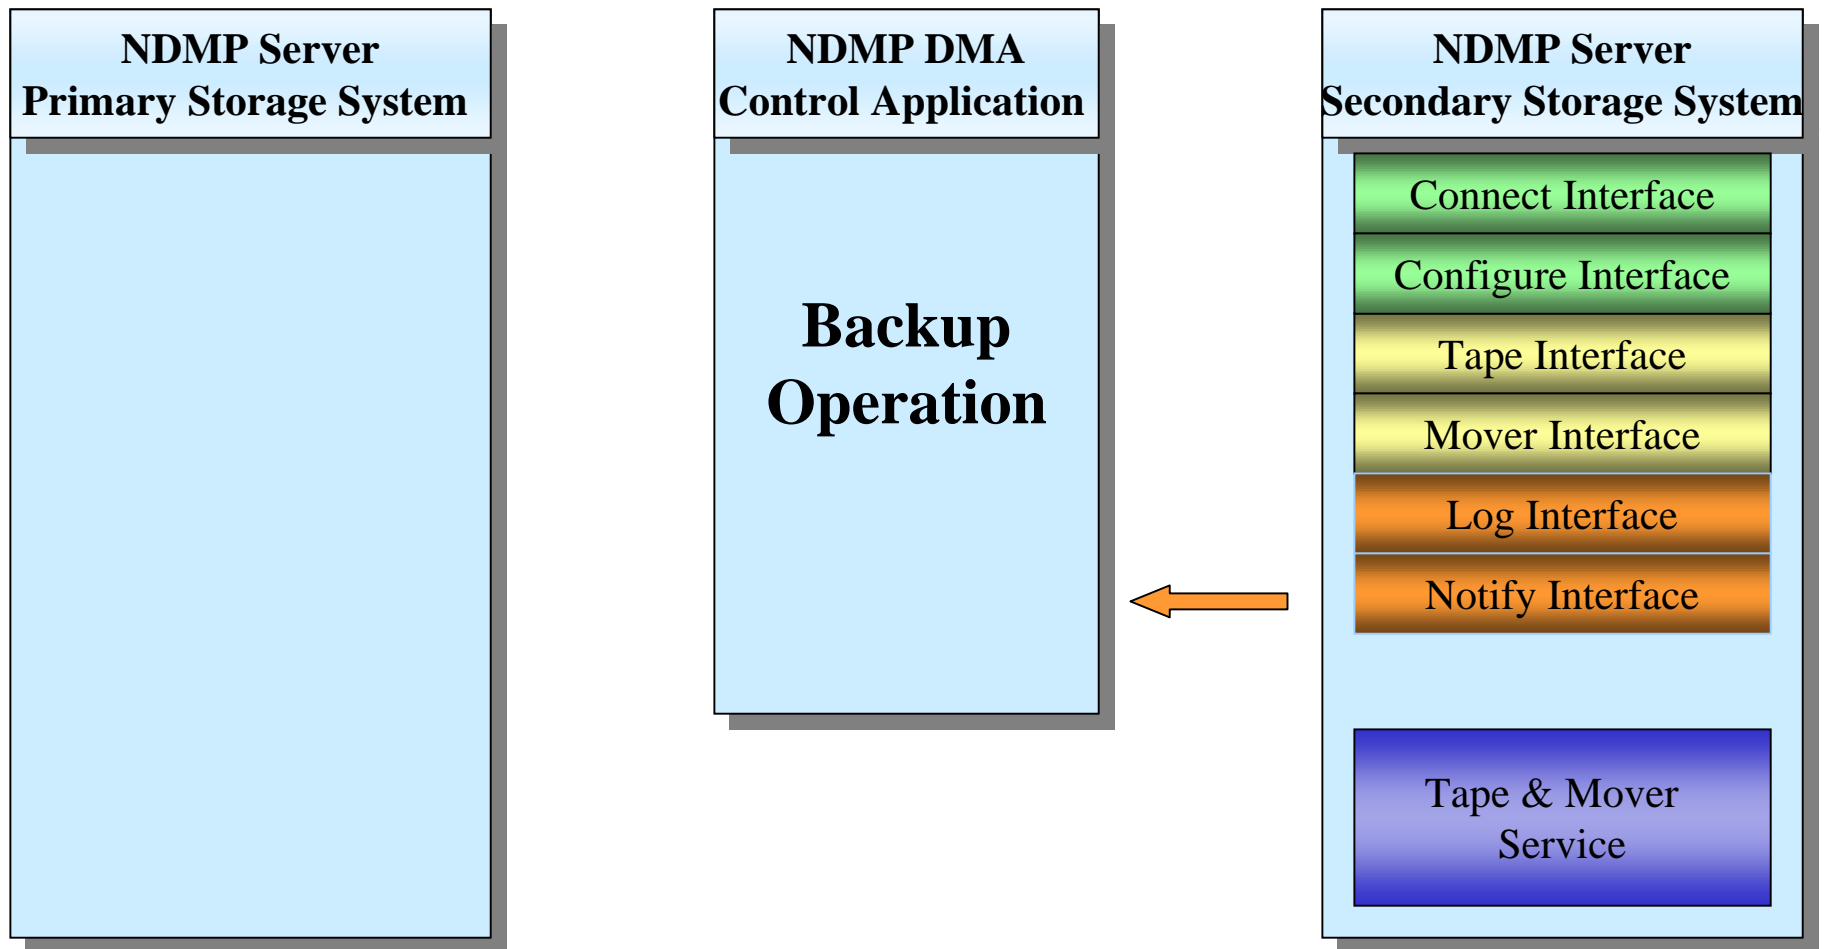 NDMP Server
Primary Storage System
NDMP DMA
Control Application
Backup
Operation
NDMP Server
Secondary Storage System
Connect Interface
Configure Interface
Tape Interface
Mover Interface
Log Interface
Notify Interface
Tape & Mover
Service